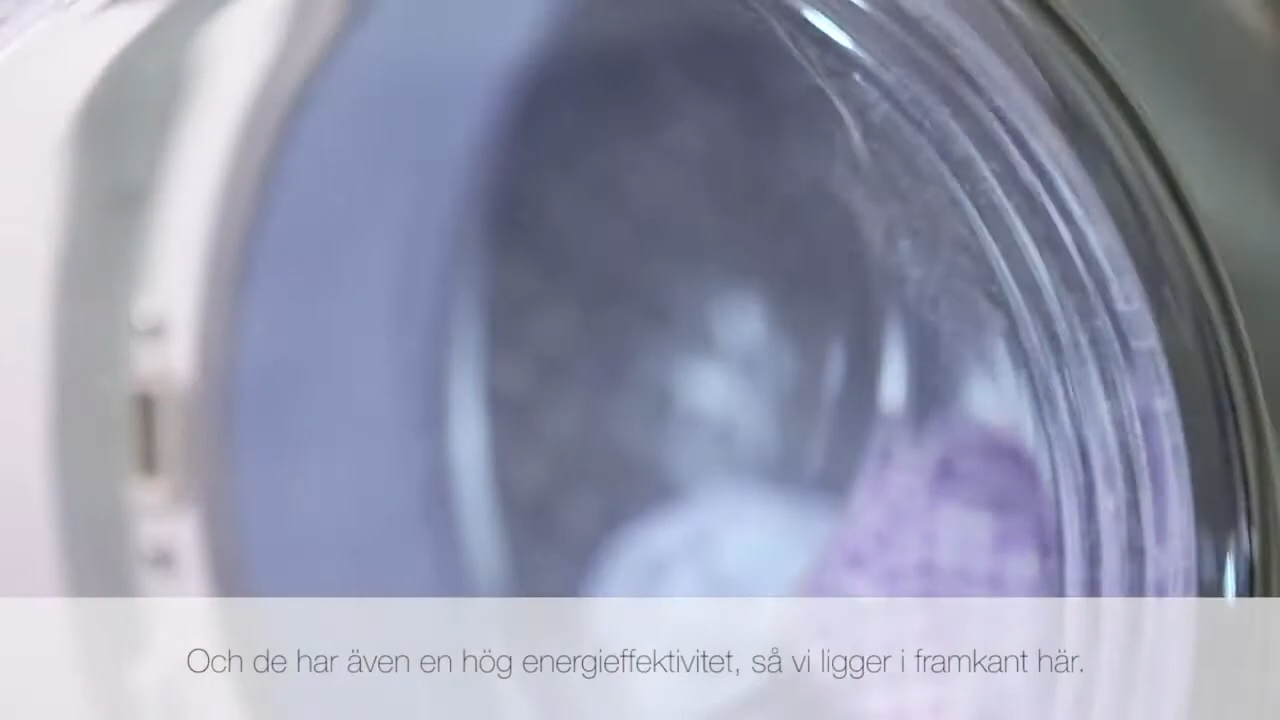 Och de har även en hög energieffektivitet, så vi ligger i framkant här.